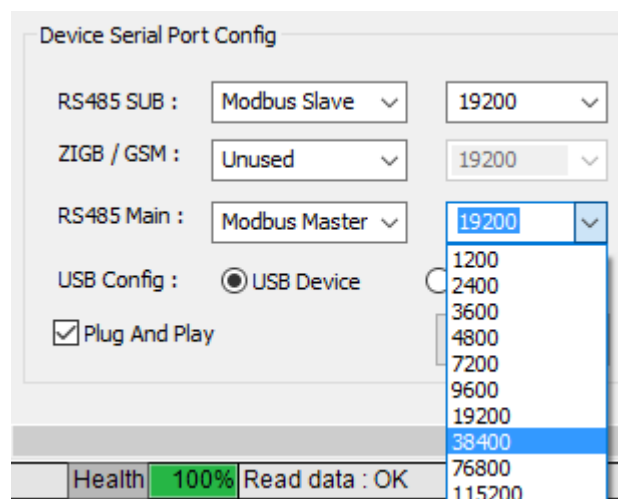 Device Serial Port Config
RS485 SUB : Modbus Slave 19200
ZIGB / GSM : Unused 19200
RS485 Main : Modbus Master 19200
1200
USB Config : USB Device 2400
3600
Plug And Play 4800
7200
9600
19200
38400
76800
115200
Health 100% Read data : OK